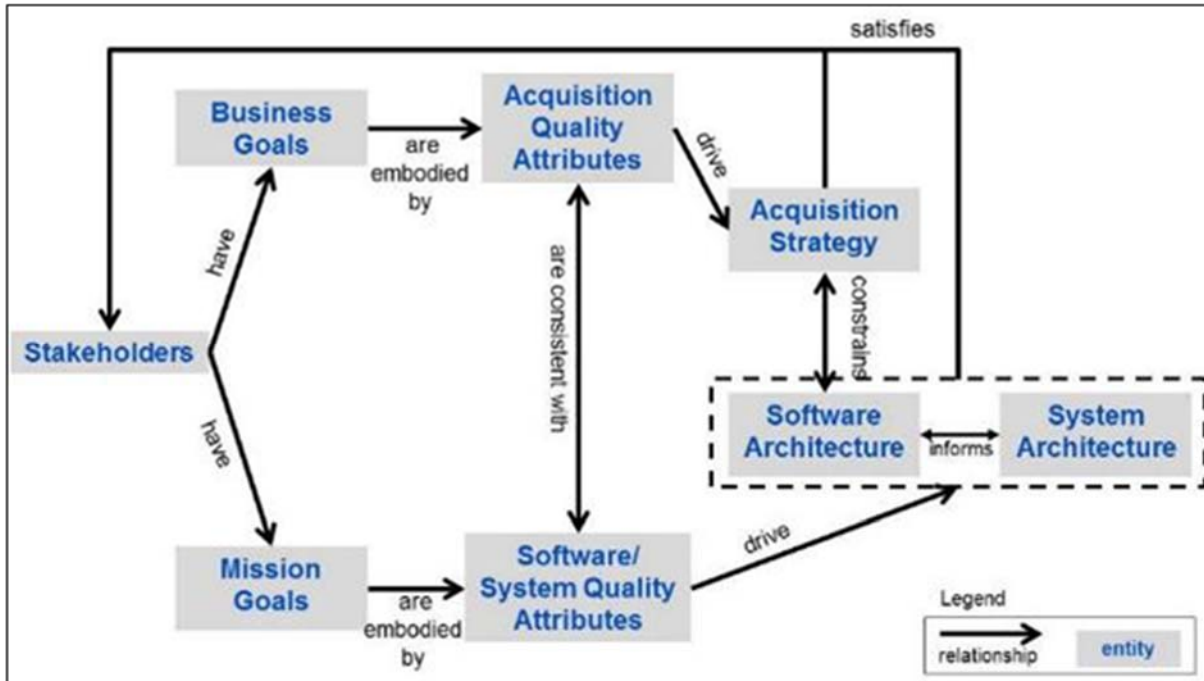 satisfies
Business
Goals
are
embodied
by
Acquisition
Quality
Attributes
drive
Acquisition
Strategy
have
Stakeholders
have
are consistent with
constrains
Software
Architecture
informs
System
Architecture
Mission
Goals
are
embodied
by
Software/
System Quality
Attributes
drive
Legend
relationship
entity